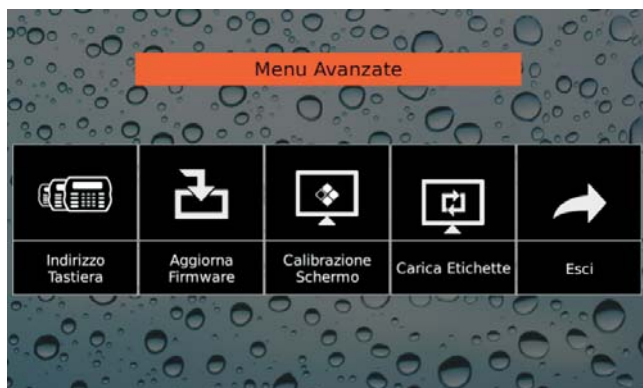 Menu Avanzate
Indirizzo
Tastiera
Aggiorna
Firmware
Calibrazione
Schermo
Carica Etichette
Esci